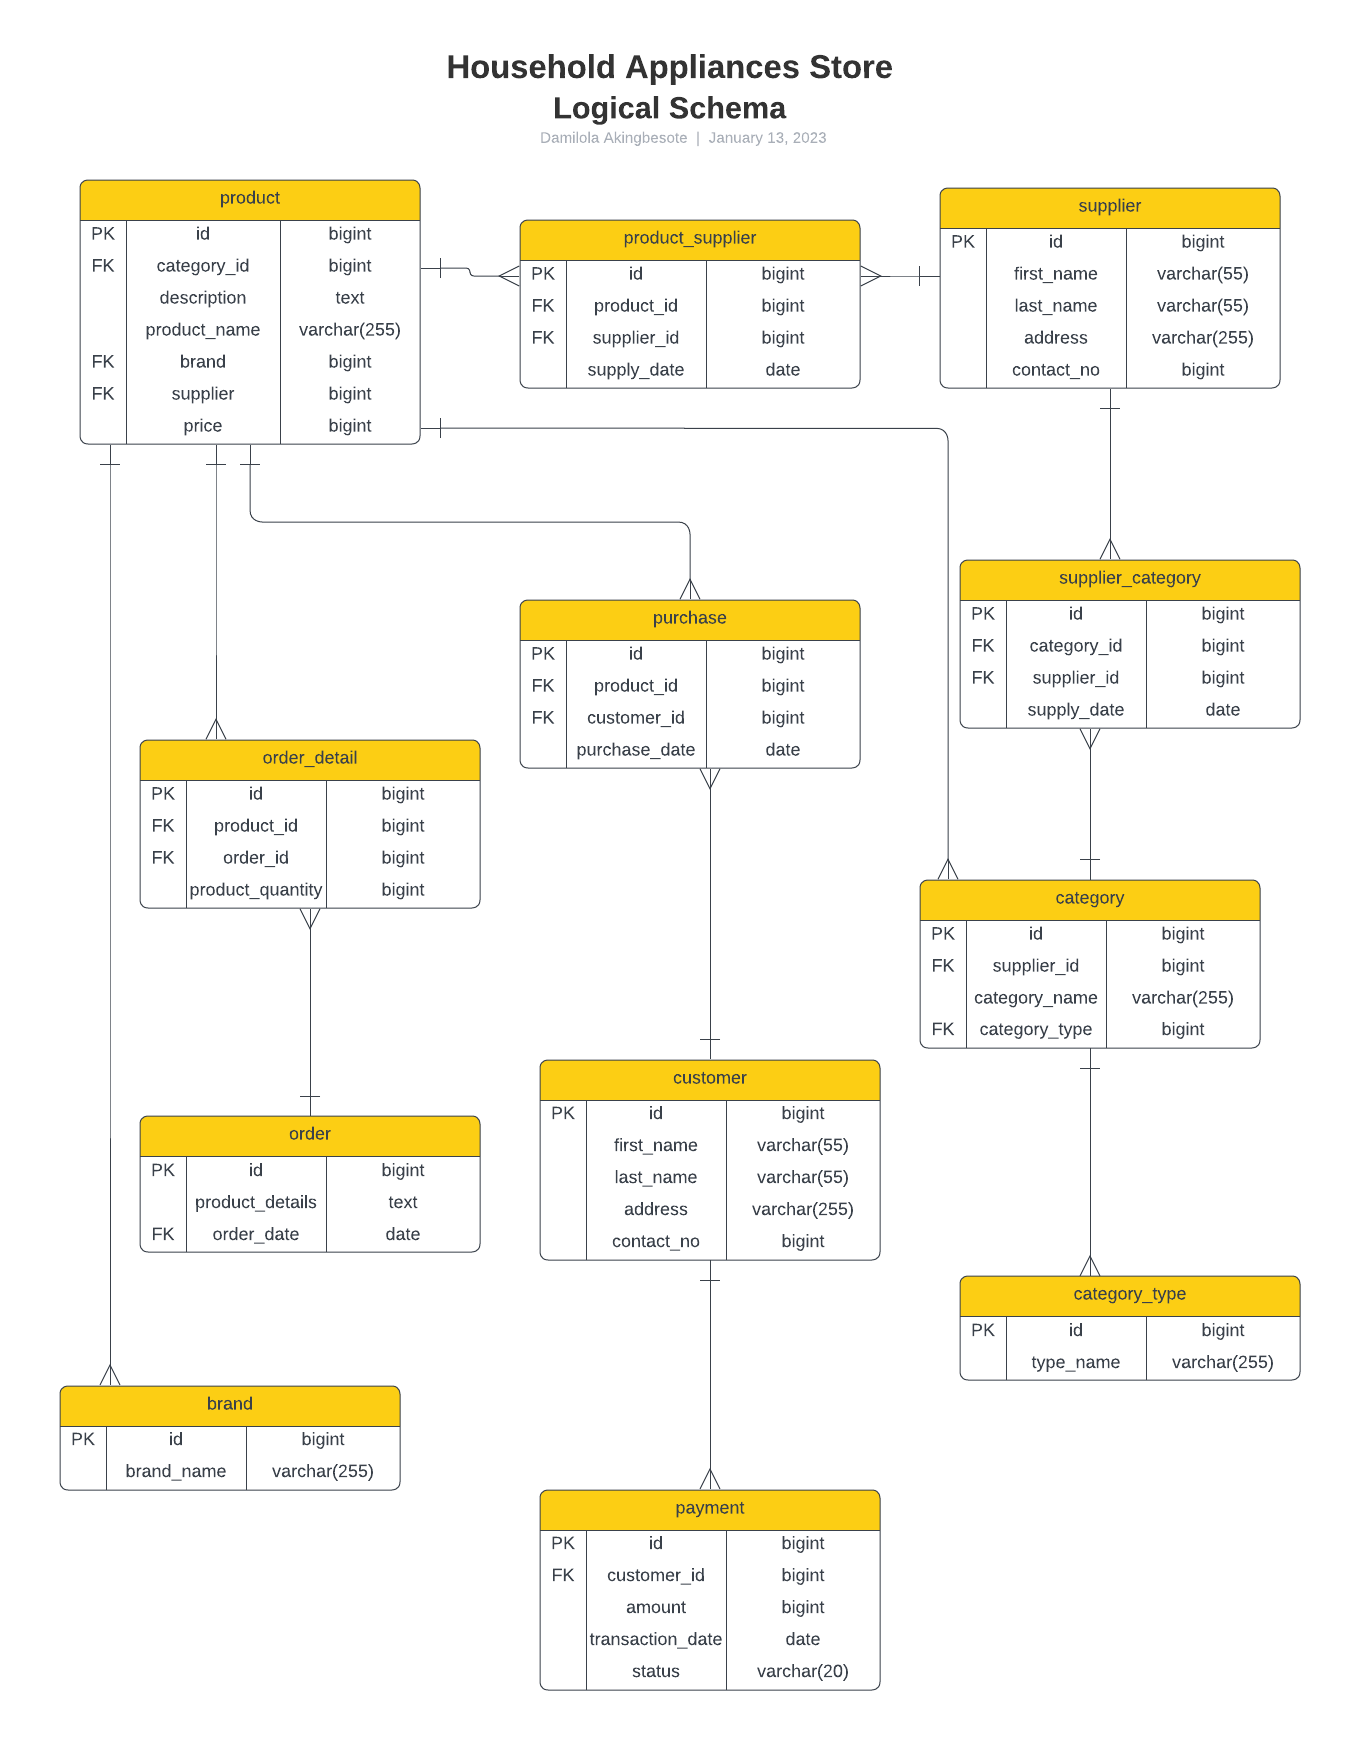 Household Appliances Store
Logical Schema
Damilola Akingbesote | January 13, 2023
product
PK id bigint
FK category_id bigint
description text
product_name varchar(255)
FK brand bigint
FK supplier bigint
price bigint
product_supplier
PK id bigint
FK product_id bigint
FK supplier_id bigint
supply_date date
supplier
PK id bigint
first_name varchar(55)
last_name varchar(55)
address varchar(255)
contact_no bigint
supplier_category
PK id bigint
FK category_id bigint
FK supplier_id bigint
supply_date date
purchase
PK id bigint
FK product_id bigint
FK customer_id bigint
purchase_date date
order_detail
PK id bigint
FK product_id bigint
FK order_id bigint
product_quantity bigint
category
PK id bigint
FK supplier_id bigint
category_name varchar(255)
FK category_type bigint
customer
PK id bigint
first_name varchar(55)
last_name varchar(55)
address varchar(255)
contact_no bigint
order
PK id bigint
product_details text
FK order_date date
category_type
PK id bigint
type_name varchar(255)
brand
PK id bigint
brand_name varchar(255)
payment
PK id bigint
FK customer_id bigint
amount bigint
transaction_date date
status varchar(20)